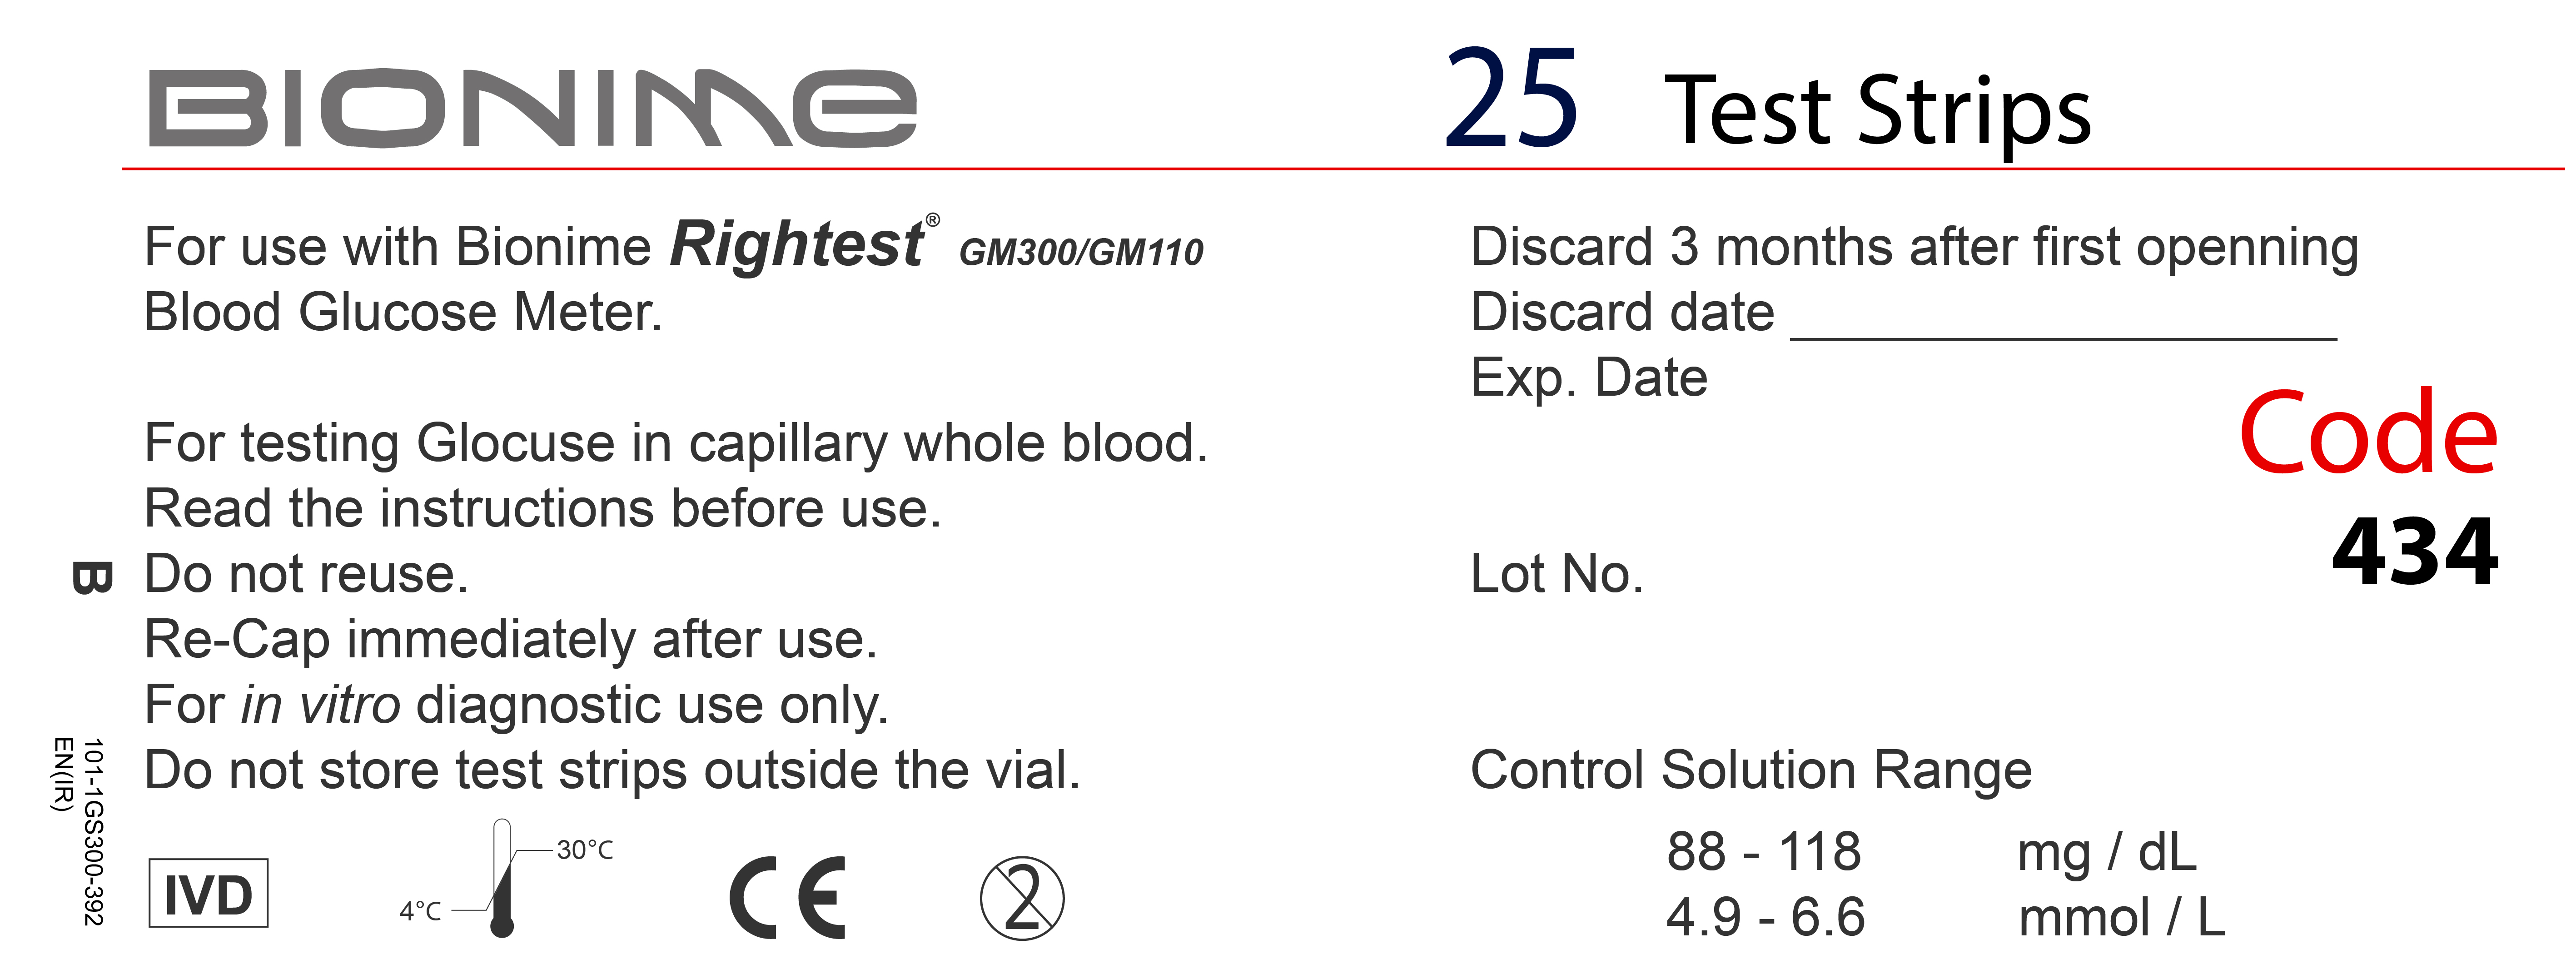 BIONIME
25 Test Strips
For use with Bionime Rightest® GM300/GM110
Blood Glucose Meter.
For testing Glocuse in capillary whole blood.
Read the instructions before use.
Do not reuse.
Re-Cap immediately after use.
For in vitro diagnostic use only.
Do not store test strips outside the vial.
B
101-1GS300-392
EN(IR)
IVD
4°C
30°C
CE
2
Discard 3 months after first openning
Discard date
Exp. Date
Code
434
Lot No.
Control Solution Range
88 - 118 mg / dL
4.9 - 6.6 mmol / L